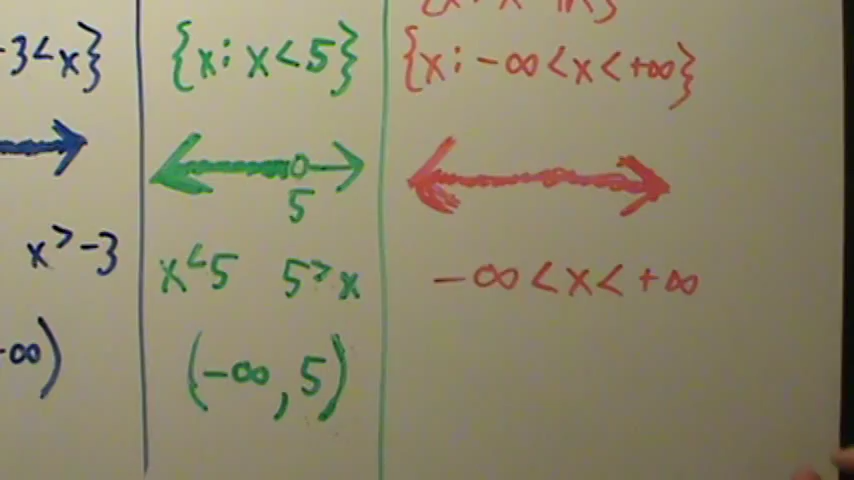 -3<x}
x>-3
∞)
{x: x<5}
5
x<5 5>x
(-∞, 5)
{x: -∞<x<+∞}
-∞<x<+∞